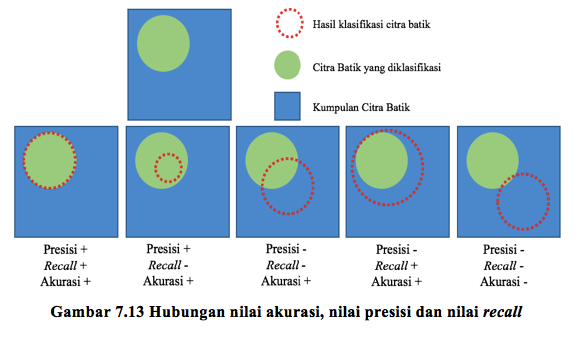 Hasil klasifikasi citra batik
Citra Batik yang diklasifikasi
Kumpulan Citra Batik
Presisi +
Recall +
Akurasi +
Presisi +
Recall -
Akurasi +
Presisi -
Recall -
Akurasi +
Presisi -
Recall +
Akurasi +
Presisi -
Recall -
Akurasi -
Gambar 7.13 Hubungan nilai akurasi, nilai presisi dan nilai recall